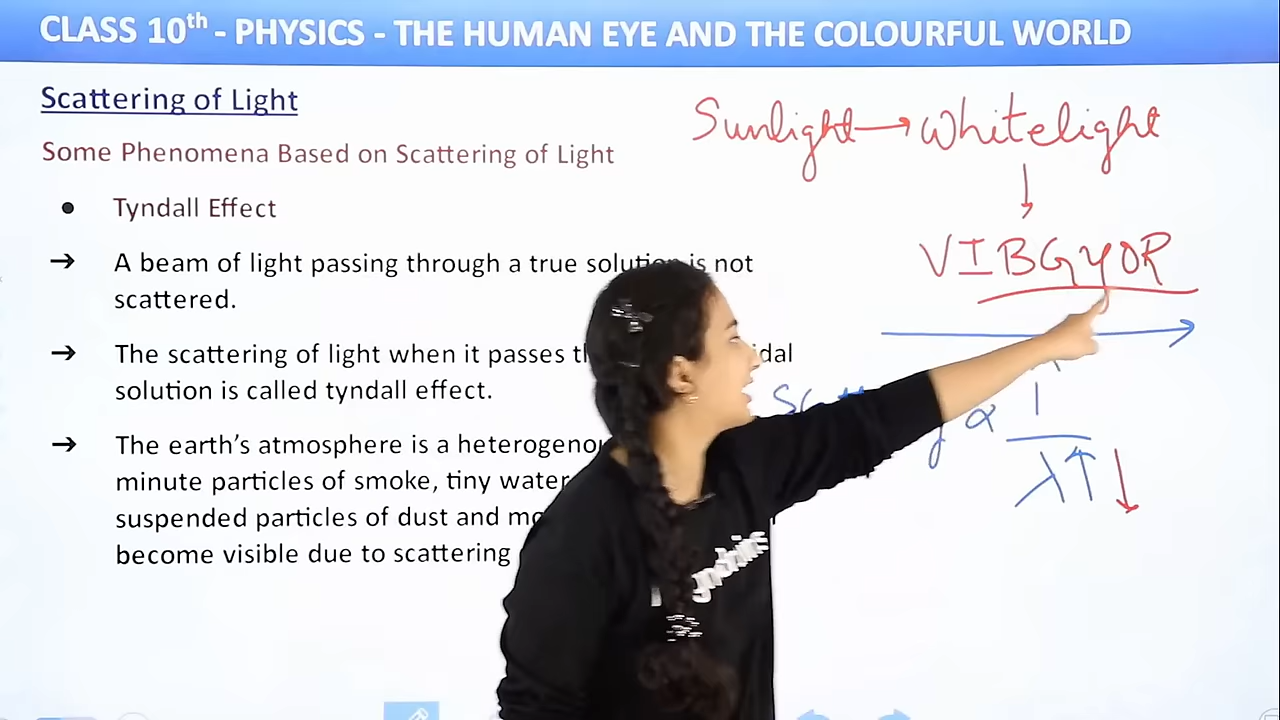 CLASS 10th - PHYSICS - THE HUMAN EYE AND THE COLOURFUL WORLD
Scattering of Light
Some Phenomena Based on Scattering of Light
● Tyndall Effect
➔ A beam of light passing through a true solution is not
scattered.
➔ The scattering of light when it passes
solution is called tyndall effect.
➔ The earth's atmosphere is a
minute particles of smoke, tiny water
suspended particles of dust and
become visible due to scattering
Sunlight → Whitelight
↓
VIBGYOR
∝ 1
λ↑ ↓